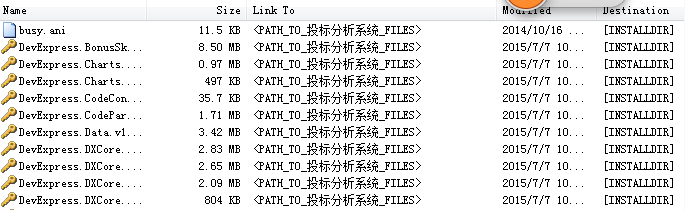 Name Size Link To Modified Destination
busy.ani 11.5 KB <PATH_TO_投标分析系统_FILES> 2014/10/16 ... [INSTALLDIR]
DevExpress.BonusSk... 8.50 MB <PATH_TO_投标分析系统_FILES> 2015/7/7 10... [INSTALLDIR]
DevExpress.Charts.... 0.97 MB <PATH_TO_投标分析系统_FILES> 2015/7/7 10... [INSTALLDIR]
DevExpress.Charts.... 497 KB <PATH_TO_投标分析系统_FILES> 2015/7/7 10... [INSTALLDIR]
DevExpress.CodeCon... 35.7 KB <PATH_TO_投标分析系统_FILES> 2015/7/7 10... [INSTALLDIR]
DevExpress.CodePar... 1.71 MB <PATH_TO_投标分析系统_FILES> 2015/7/7 10... [INSTALLDIR]
DevExpress.Data.v1... 3.42 MB <PATH_TO_投标分析系统_FILES> 2015/7/7 10... [INSTALLDIR]
DevExpress.DXCore.... 2.83 MB <PATH_TO_投标分析系统_FILES> 2015/7/7 10... [INSTALLDIR]
DevExpress.DXCore.... 2.65 MB <PATH_TO_投标分析系统_FILES> 2015/7/7 10... [INSTALLDIR]
DevExpress.DXCore.... 2.09 MB <PATH_TO_投标分析系统_FILES> 2015/7/7 10... [INSTALLDIR]
DevExpress.DXCore.... 804 KB <PATH_TO_投标分析系统_FILES> 2015/7/7 10... [INSTALLDIR]